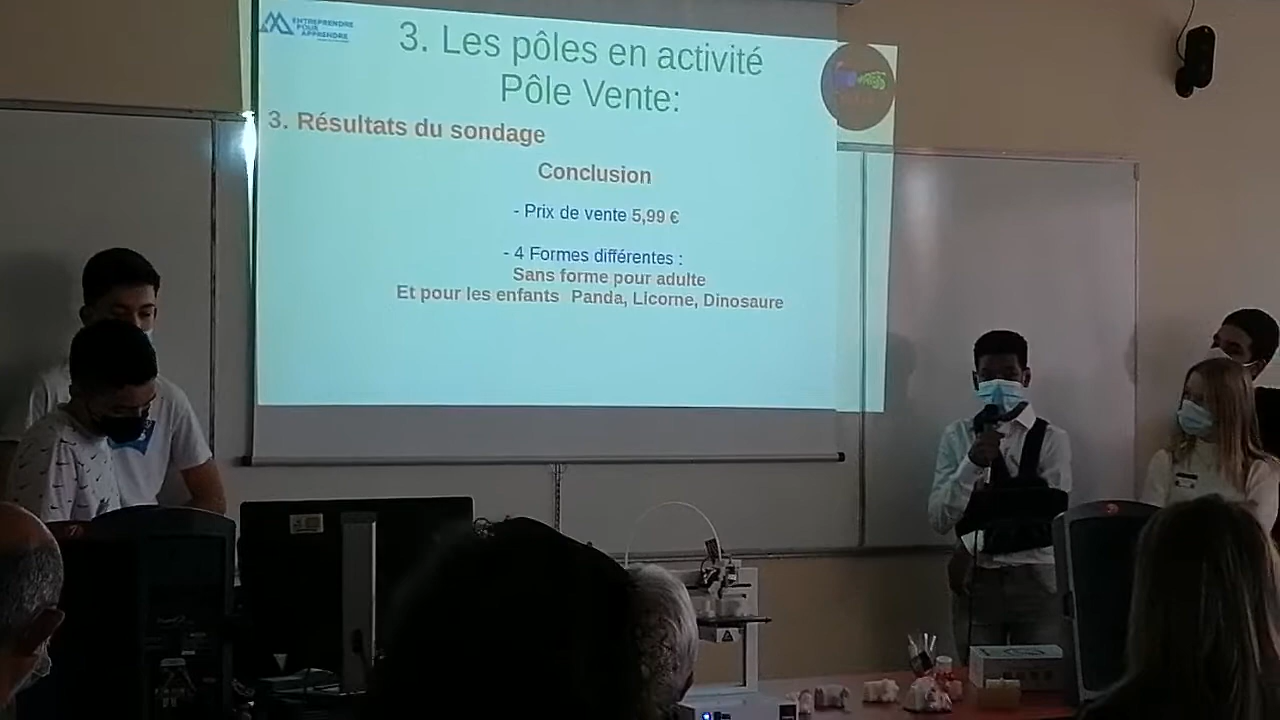 ENTREPRENDRE
POUR
APPRENDRE
3. Les pôles en activité
Pôle Vente:
3. Résultats du sondage
Conclusion
- Prix de vente 5,99 €
- 4 Formes différentes :
Sans forme pour adulte
Et pour les enfants Panda, Licorne, Dinosaure